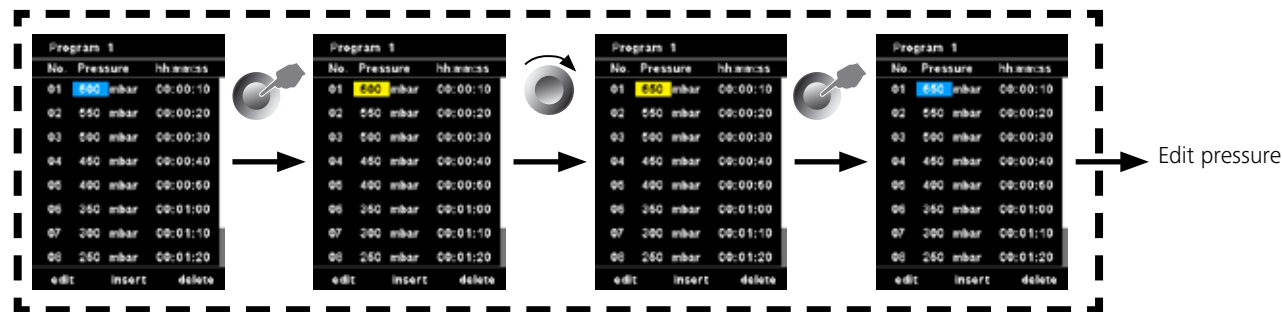 Program 1
No. Pressure hh:mm:ss
01 600 mbar 00:00:10
02 550 mbar 00:00:20
03 500 mbar 00:00:30
04 450 mbar 00:00:40
05 400 mbar 00:00:50
06 350 mbar 00:01:00
07 300 mbar 00:01:10
08 250 mbar 00:01:20
edit insert delete
Program 1
No. Pressure hh:mm:ss
01 600 mbar 00:00:10
02 550 mbar 00:00:20
03 500 mbar 00:00:30
04 450 mbar 00:00:40
05 400 mbar 00:00:50
06 350 mbar 00:01:00
07 300 mbar 00:01:10
08 250 mbar 00:01:20
edit insert delete
Program 1
No. Pressure hh:mm:ss
01 650 mbar 00:00:10
02 550 mbar 00:00:20
03 500 mbar 00:00:30
04 450 mbar 00:00:40
05 400 mbar 00:00:50
06 350 mbar 00:01:00
07 300 mbar 00:01:10
08 250 mbar 00:01:20
edit insert delete
Program 1
No. Pressure hh:mm:ss
01 650 mbar 00:00:10
02 550 mbar 00:00:20
03 500 mbar 00:00:30
04 450 mbar 00:00:40
05 400 mbar 00:00:50
06 350 mbar 00:01:00
07 300 mbar 00:01:10
08 250 mbar 00:01:20
edit insert delete
Edit pressure